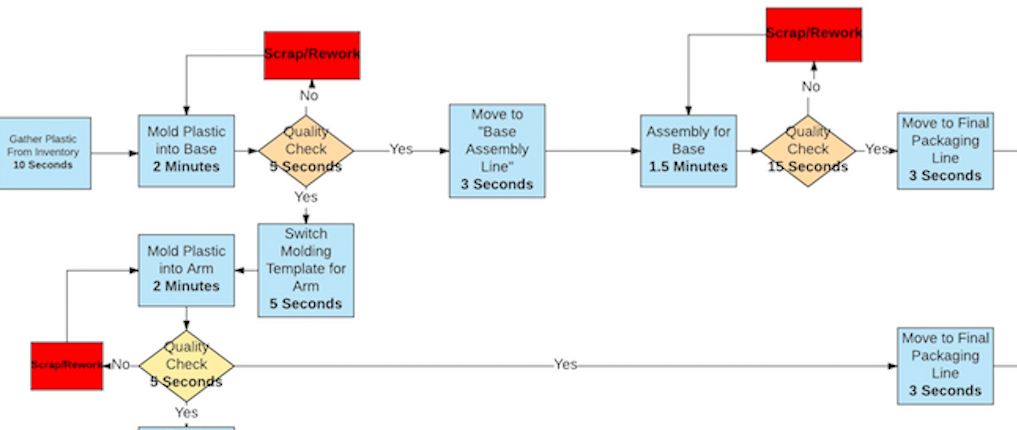 Scrap/Rework
No
Gather Plastic
From Inventory
10 Seconds
Mold Plastic
into Base
2 Minutes
Quality
Check
5 Seconds
Yes
Move to
"Base
Assembly
Line"
3 Seconds
Assembly for
Base
1.5 Minutes
Scrap/Rework
No
Quality
Check
15 Seconds
Yes
Move to Final
Packaging
Line
3 Seconds
Yes
Switch
Molding
Template for
Arm
5 Seconds
Mold Plastic
into Arm
2 Minutes
Scrap/Rework
No
Quality
Check
5 Seconds
Yes
Move to Final
Packaging
Line
3 Seconds
Yes